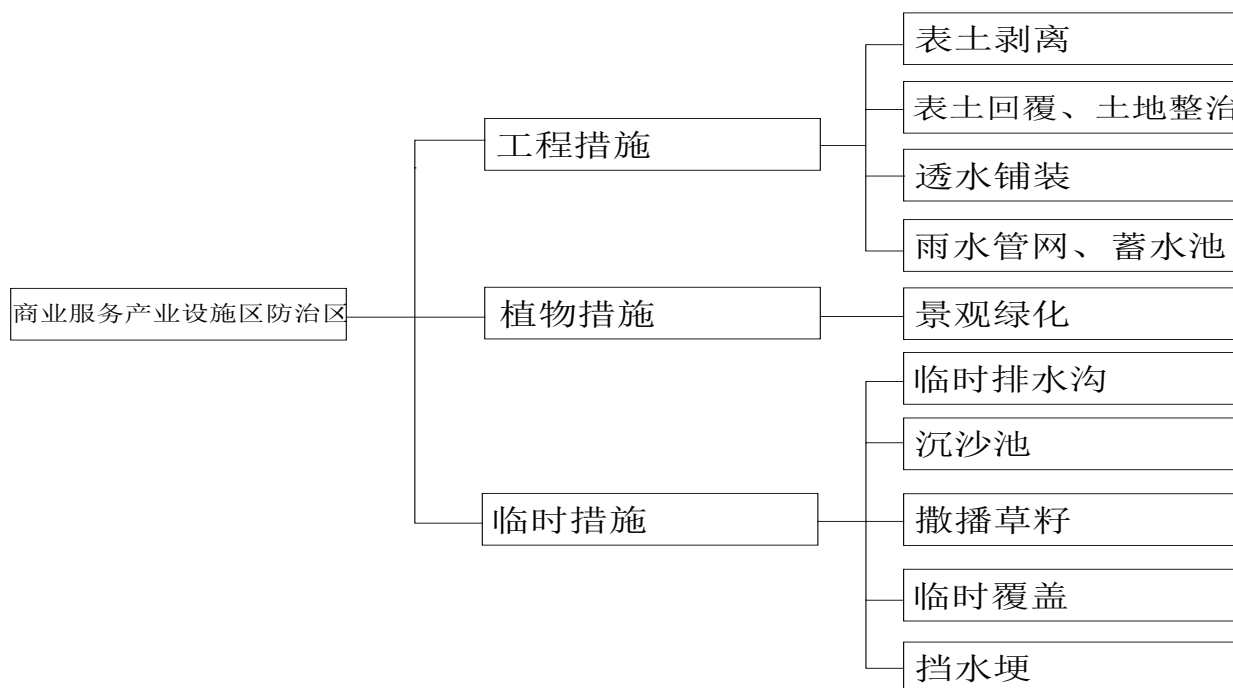 商业服务产业设施区防治区
工程措施
表土剥离
表土回覆、土地整治
透水铺装
雨水管网、蓄水池
植物措施
景观绿化
临时措施
临时排水沟
沉沙池
撒播草籽
临时覆盖
挡水埂